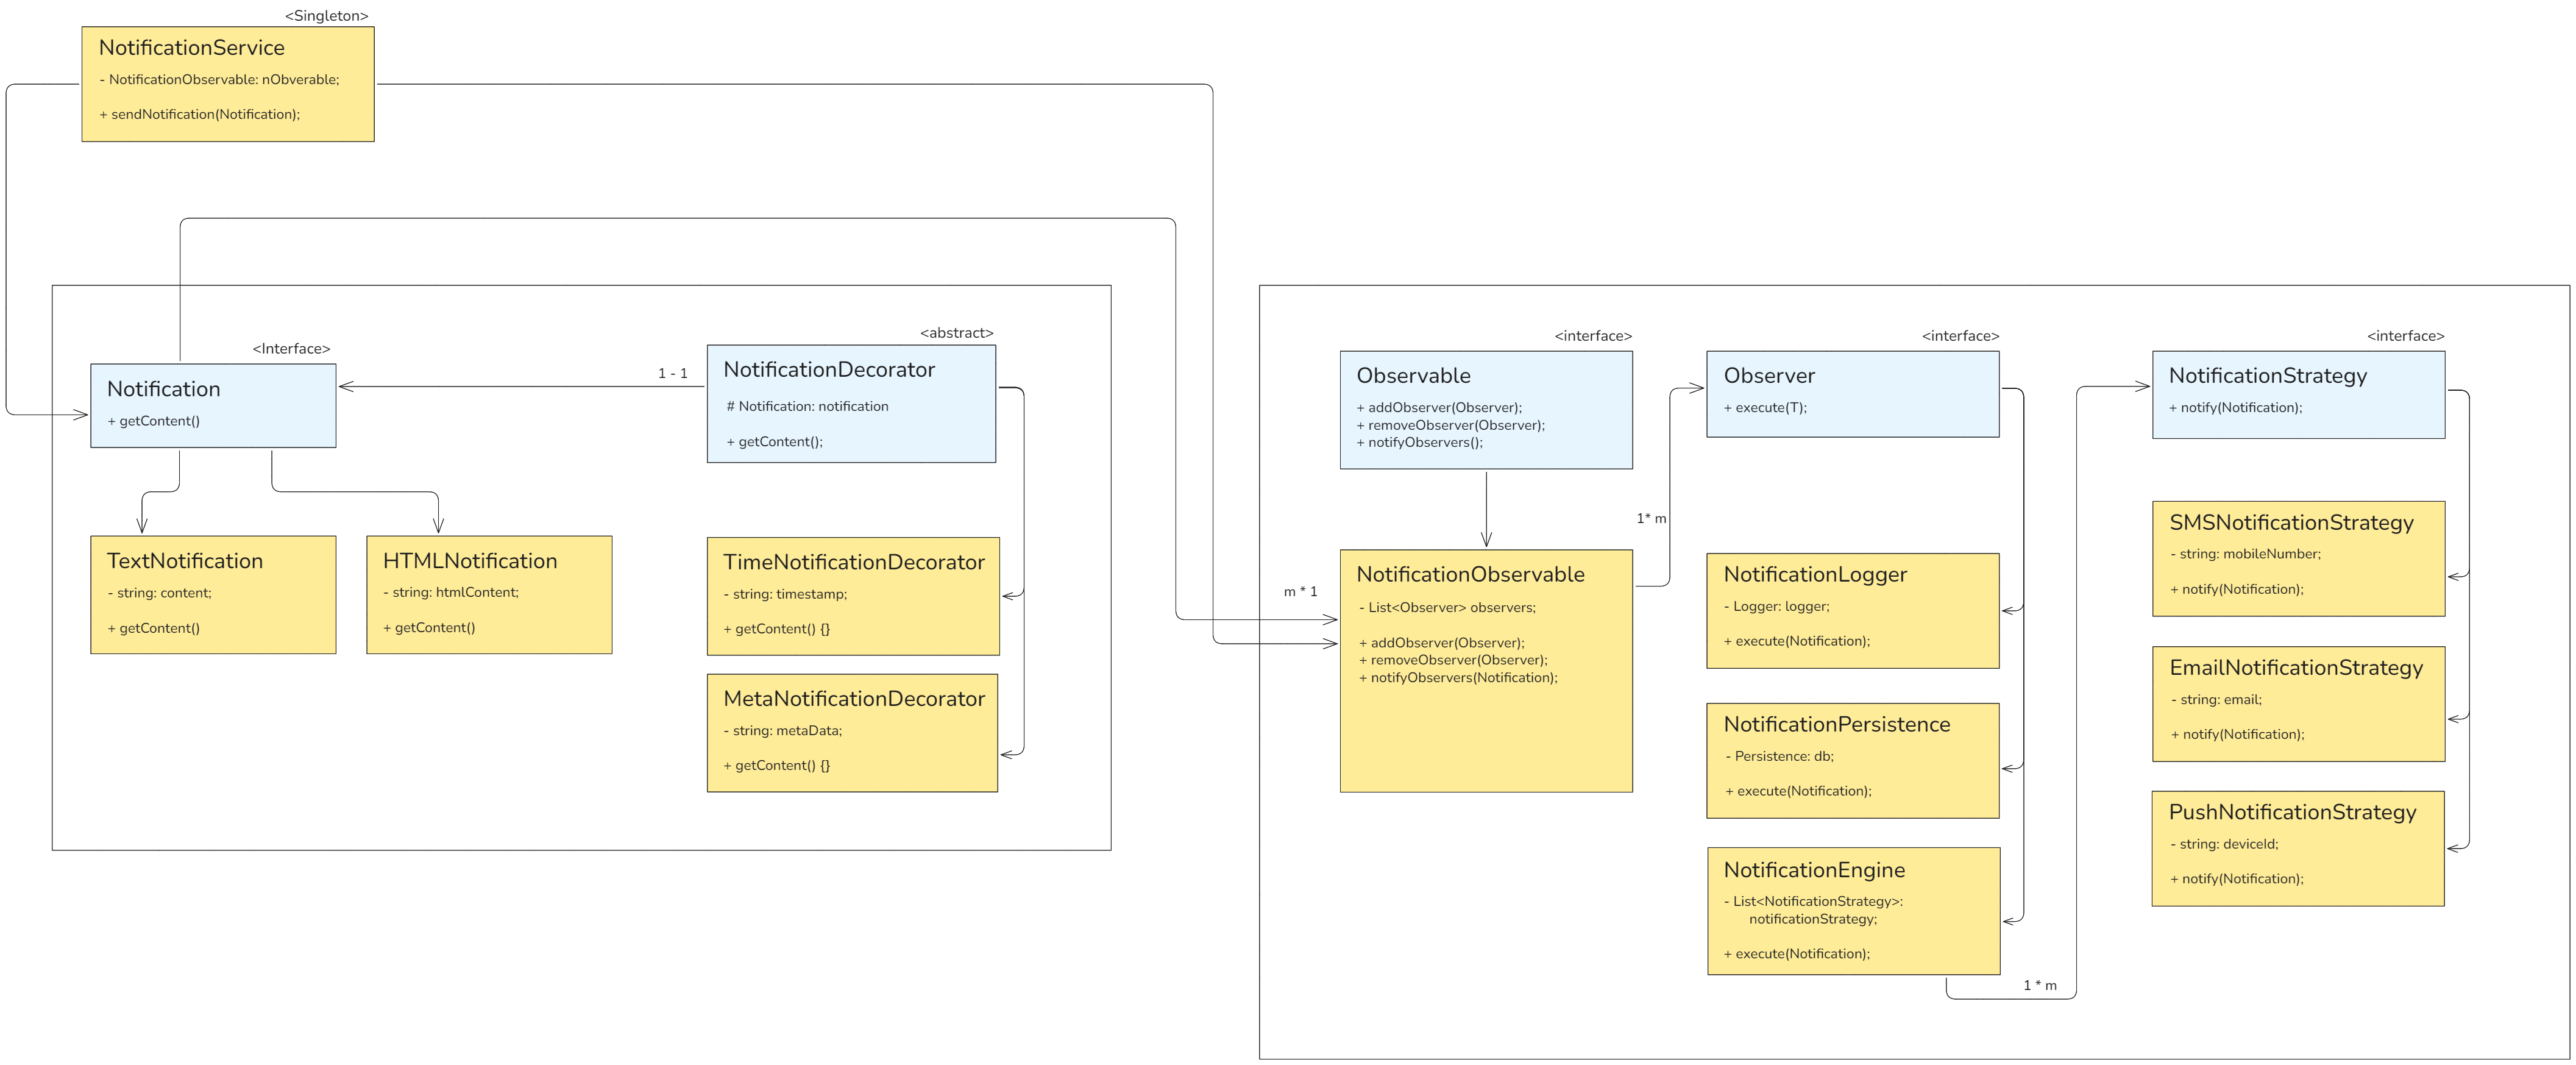 <Singleton>
NotificationService
- NotificationObservable: nObverable;
+ sendNotification(Notification);
<Interface>
Notification
+ getContent()
1 - 1
<abstract>
NotificationDecorator
# Notification: notification
+ getContent();
TextNotification
- string: content;
+ getContent()
HTMLNotification
- string: htmlContent;
+ getContent()
TimeNotificationDecorator
- string: timestamp;
+ getContent() {}
MetaNotificationDecorator
- string: metaData;
+ getContent() {}
<interface>
Observable
+ addObserver(Observer);
+ removeObserver(Observer);
+ notifyObservers();
m * 1
NotificationObservable
- List<Observer> observers;
+ addObserver(Observer);
+ removeObserver(Observer);
+ notifyObservers(Notification);
1* m
<interface>
Observer
+ execute(T);
NotificationLogger
- Logger: logger;
+ execute(Notification);
NotificationPersistence
- Persistence: db;
+ execute(Notification);
NotificationEngine
- List<NotificationStrategy>:
notificationStrategy;
+ execute(Notification);
1 * m
<interface>
NotificationStrategy
+ notify(Notification);
SMSNotificationStrategy
- string: mobileNumber;
+ notify(Notification);
EmailNotificationStrategy
- string: email;
+ notify(Notification);
PushNotificationStrategy
- string: deviceId;
+ notify(Notification);